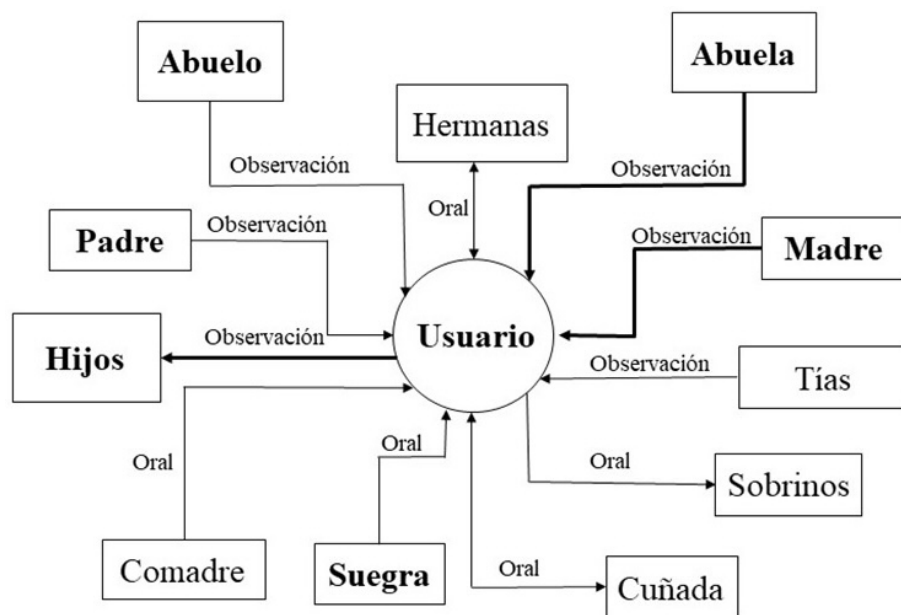 Abuelo
Abuela
Hermanas
Observación
Observación
Oral
Padre
Observación
Observación
Madre
Usuario
Hijos
Observación
Observación
Tías
Oral
Oral
Oral
Sobrinos
Comadre
Suegra
Oral
Cuñada